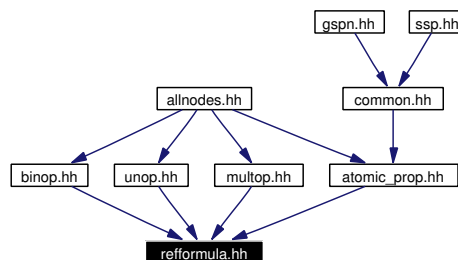 gspn.hh
ssp.hh
allnodes.hh
common.hh
binop.hh
unop.hh
multop.hh
atomic_prop.hh
refformula.hh